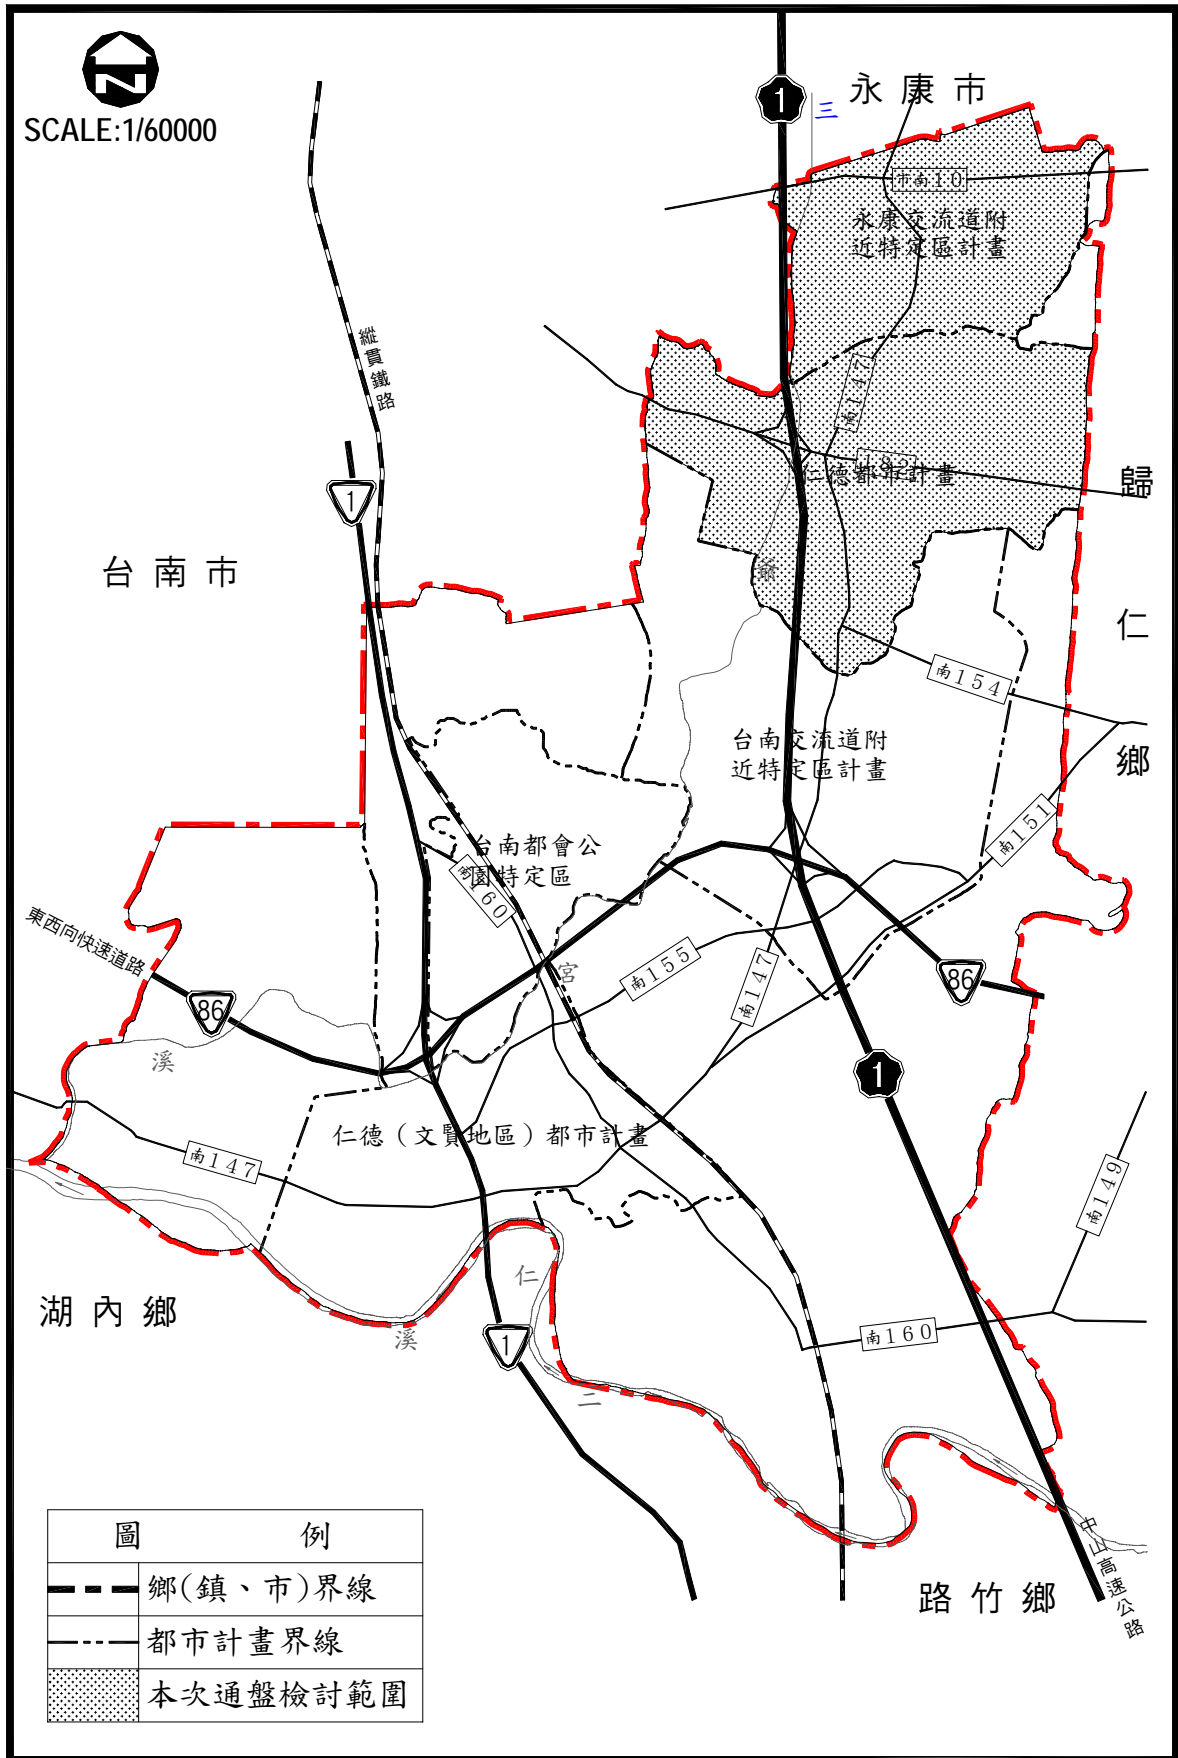 N
SCALE:1/60000
1
三
永康市
市南10
永康交流道附
近特定區計畫
縱貫鐵路
南147
182
仁德都市計畫
歸仁鄉
1
台南市
爺
南154
台南交流道附
近特定區計畫
南151
台南都會公
園特定區
南160
東西向快速道路
南155
宮
南147
86
86
溪
1
仁德（文賢地區）都市計畫
南147
南149
仁
湖內鄉
溪
1
南160
二
中山高速公路
路竹鄉
圖例
鄉(鎮、市)界線
都市計畫界線
本次通盤檢討範圍